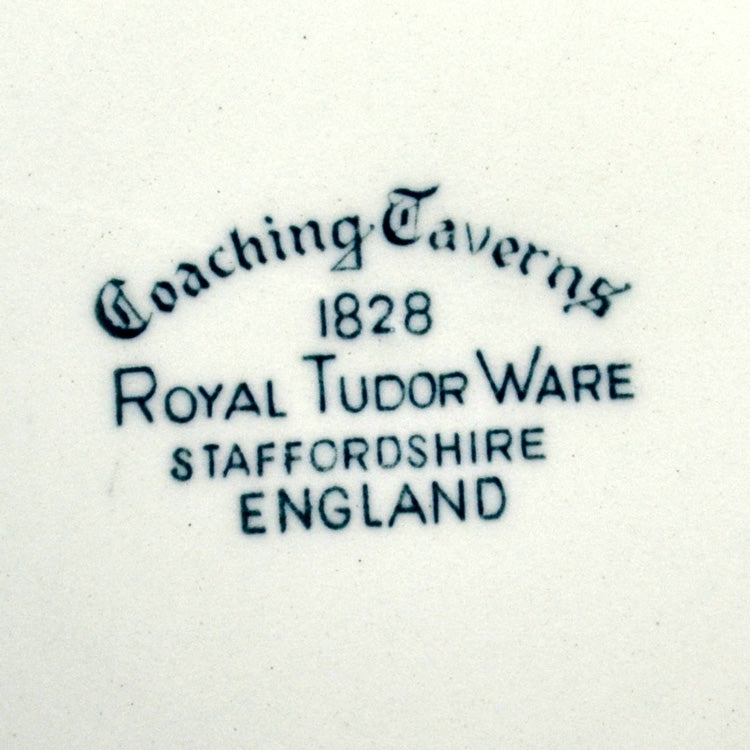 Coaching Taverns
1828
ROYAL TUDOR WARE
STAFFORDSHIRE
ENGLAND